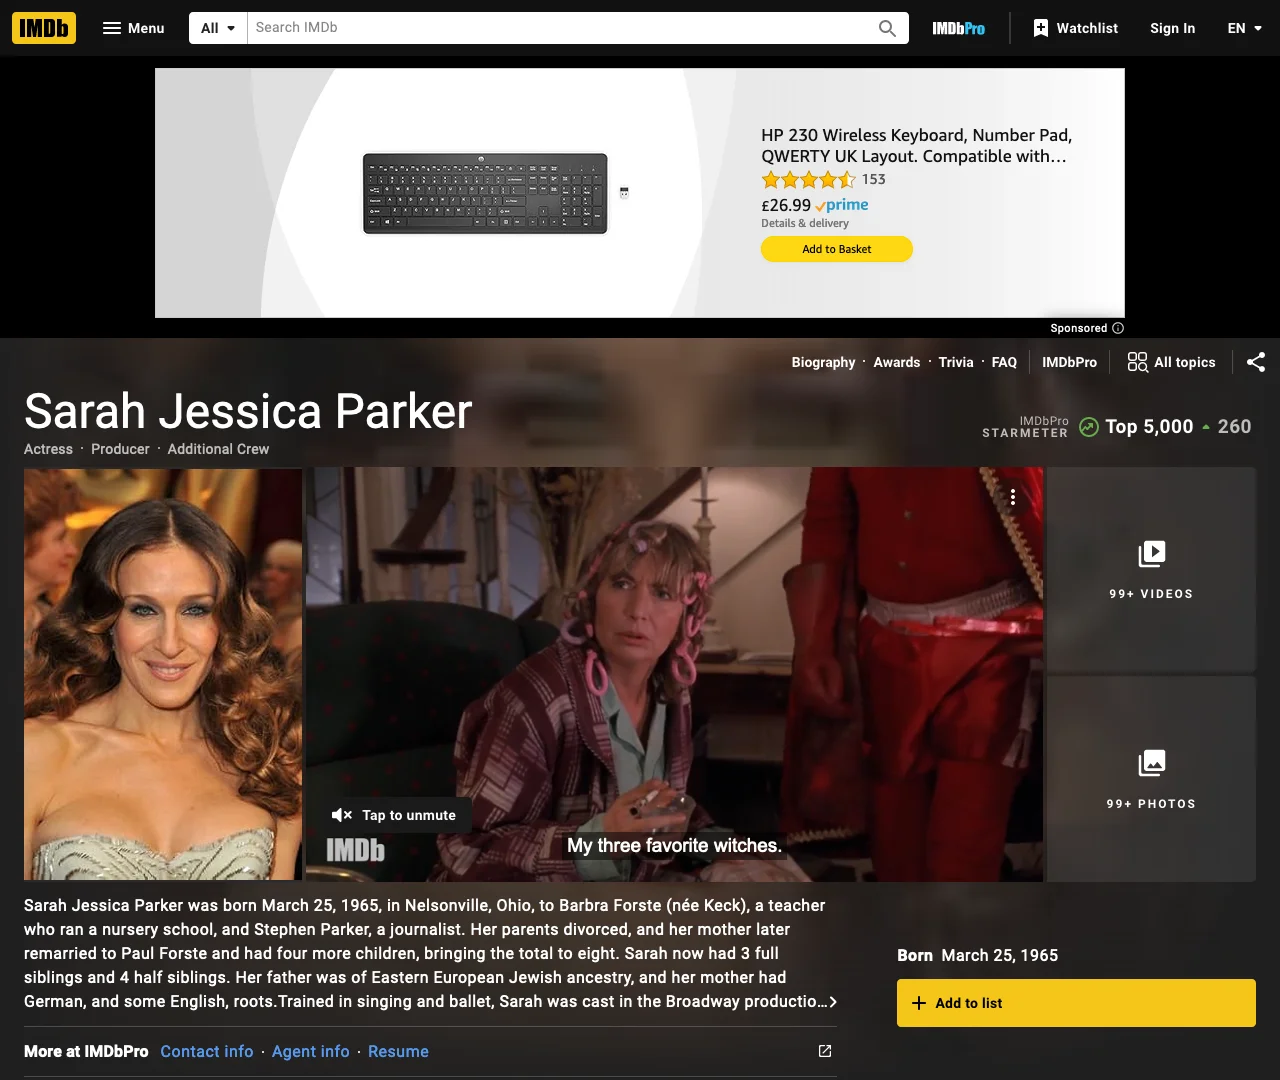 IMDb
Menu
All
Search IMDb
IMDbPro
Watchlist
Sign In
EN
HP 230 Wireless Keyboard, Number Pad,
QWERTY UK Layout. Compatible with…
153
£26.99 prime
Details & delivery
Add to Basket
Sponsored
Biography · Awards · Trivia · FAQ
IMDbPro
All topics
Sarah Jessica Parker
Actress · Producer · Additional Crew
IMDbPro
STARMETER
Top 5,000
260
99+ VIDEOS
Tap to unmute
IMDb
My three favorite witches.
99+ PHOTOS
Sarah Jessica Parker was born March 25, 1965, in Nelsonville, Ohio, to Barbra Forste (née Keck), a teacher
who ran a nursery school, and Stephen Parker, a journalist. Her parents divorced, and her mother later
remarried to Paul Forste and had four more children, bringing the total to eight. Sarah now had 3 full
siblings and 4 half siblings. Her father was of Eastern European Jewish ancestry, and her mother had
German, and some English, roots.Trained in singing and ballet, Sarah was cast in the Broadway productio…
Born March 25, 1965
Add to list
More at IMDbPro Contact info · Agent info · Resume